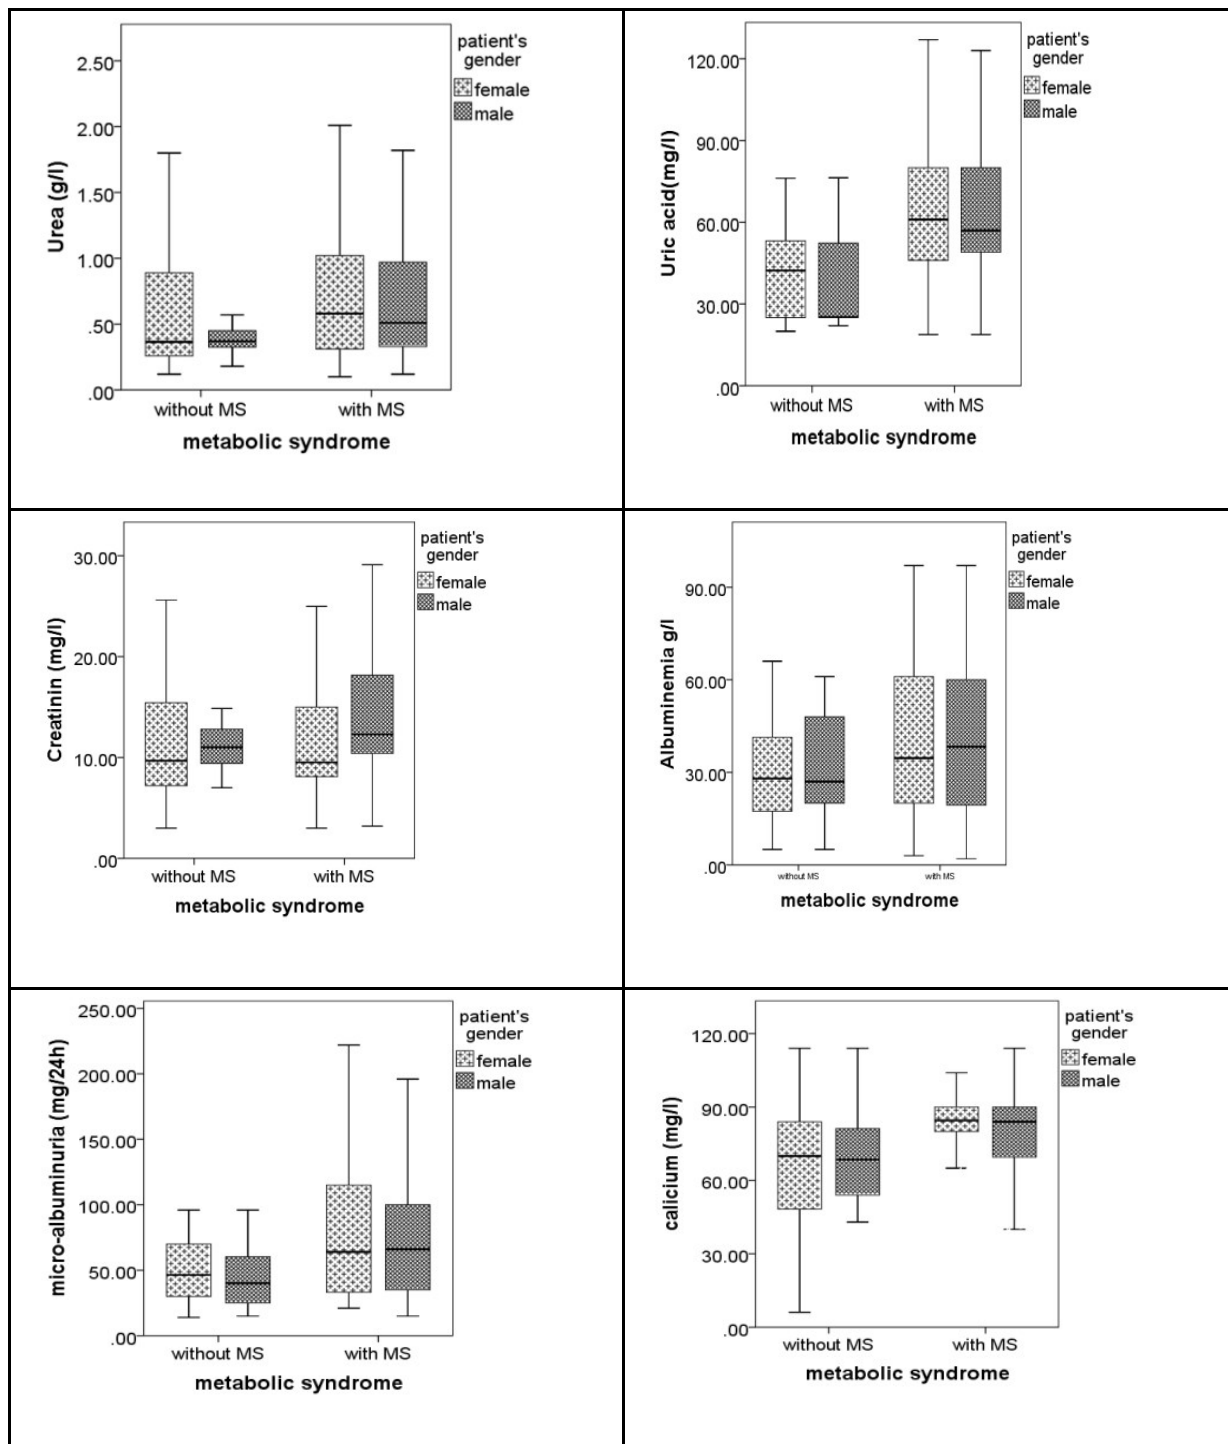 patient's
gender
female
male
Urea (g/l)
2.50
2.00
1.50
1.00
.50
.00
without MS with MS
metabolic syndrome
patient's
gender
female
male
Uric acid(mg/l)
120.00
90.00
60.00
30.00
.00
without MS with MS
metabolic syndrome
patient's
gender
female
male
Creatinin (mg/l)
30.00
20.00
10.00
.00
without MS with MS
metabolic syndrome
patient's
gender
female
male
Albuminemia g/l
90.00
60.00
30.00
.00
without MS with MS
metabolic syndrome
patient's
gender
female
male
micro-albuminuria (mg/24h)
250.00
200.00
150.00
100.00
50.00
.00
without MS with MS
metabolic syndrome
patient's
gender
female
male
calicium (mg/l)
120.00
90.00
60.00
30.00
.00
without MS with MS
metabolic syndrome